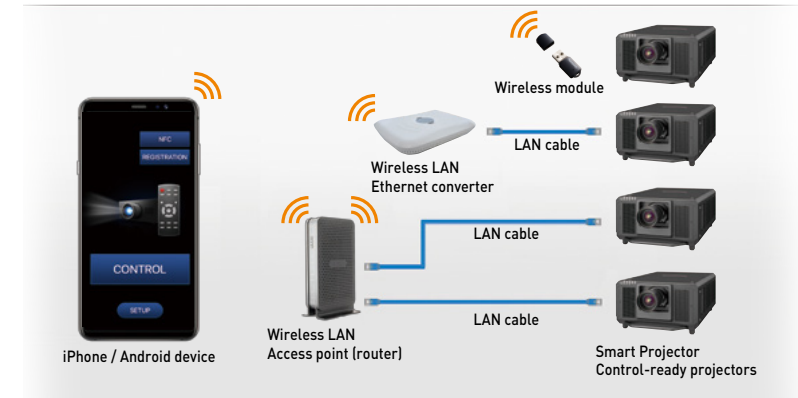 Wireless module
LAN cable
Wireless LAN
Ethernet converter
NFC
REGISTRATION
LAN cable
CONTROL
SETUP
LAN cable
Wireless LAN
Access point (router)
iPhone / Android device
Smart Projector
Control-ready projectors